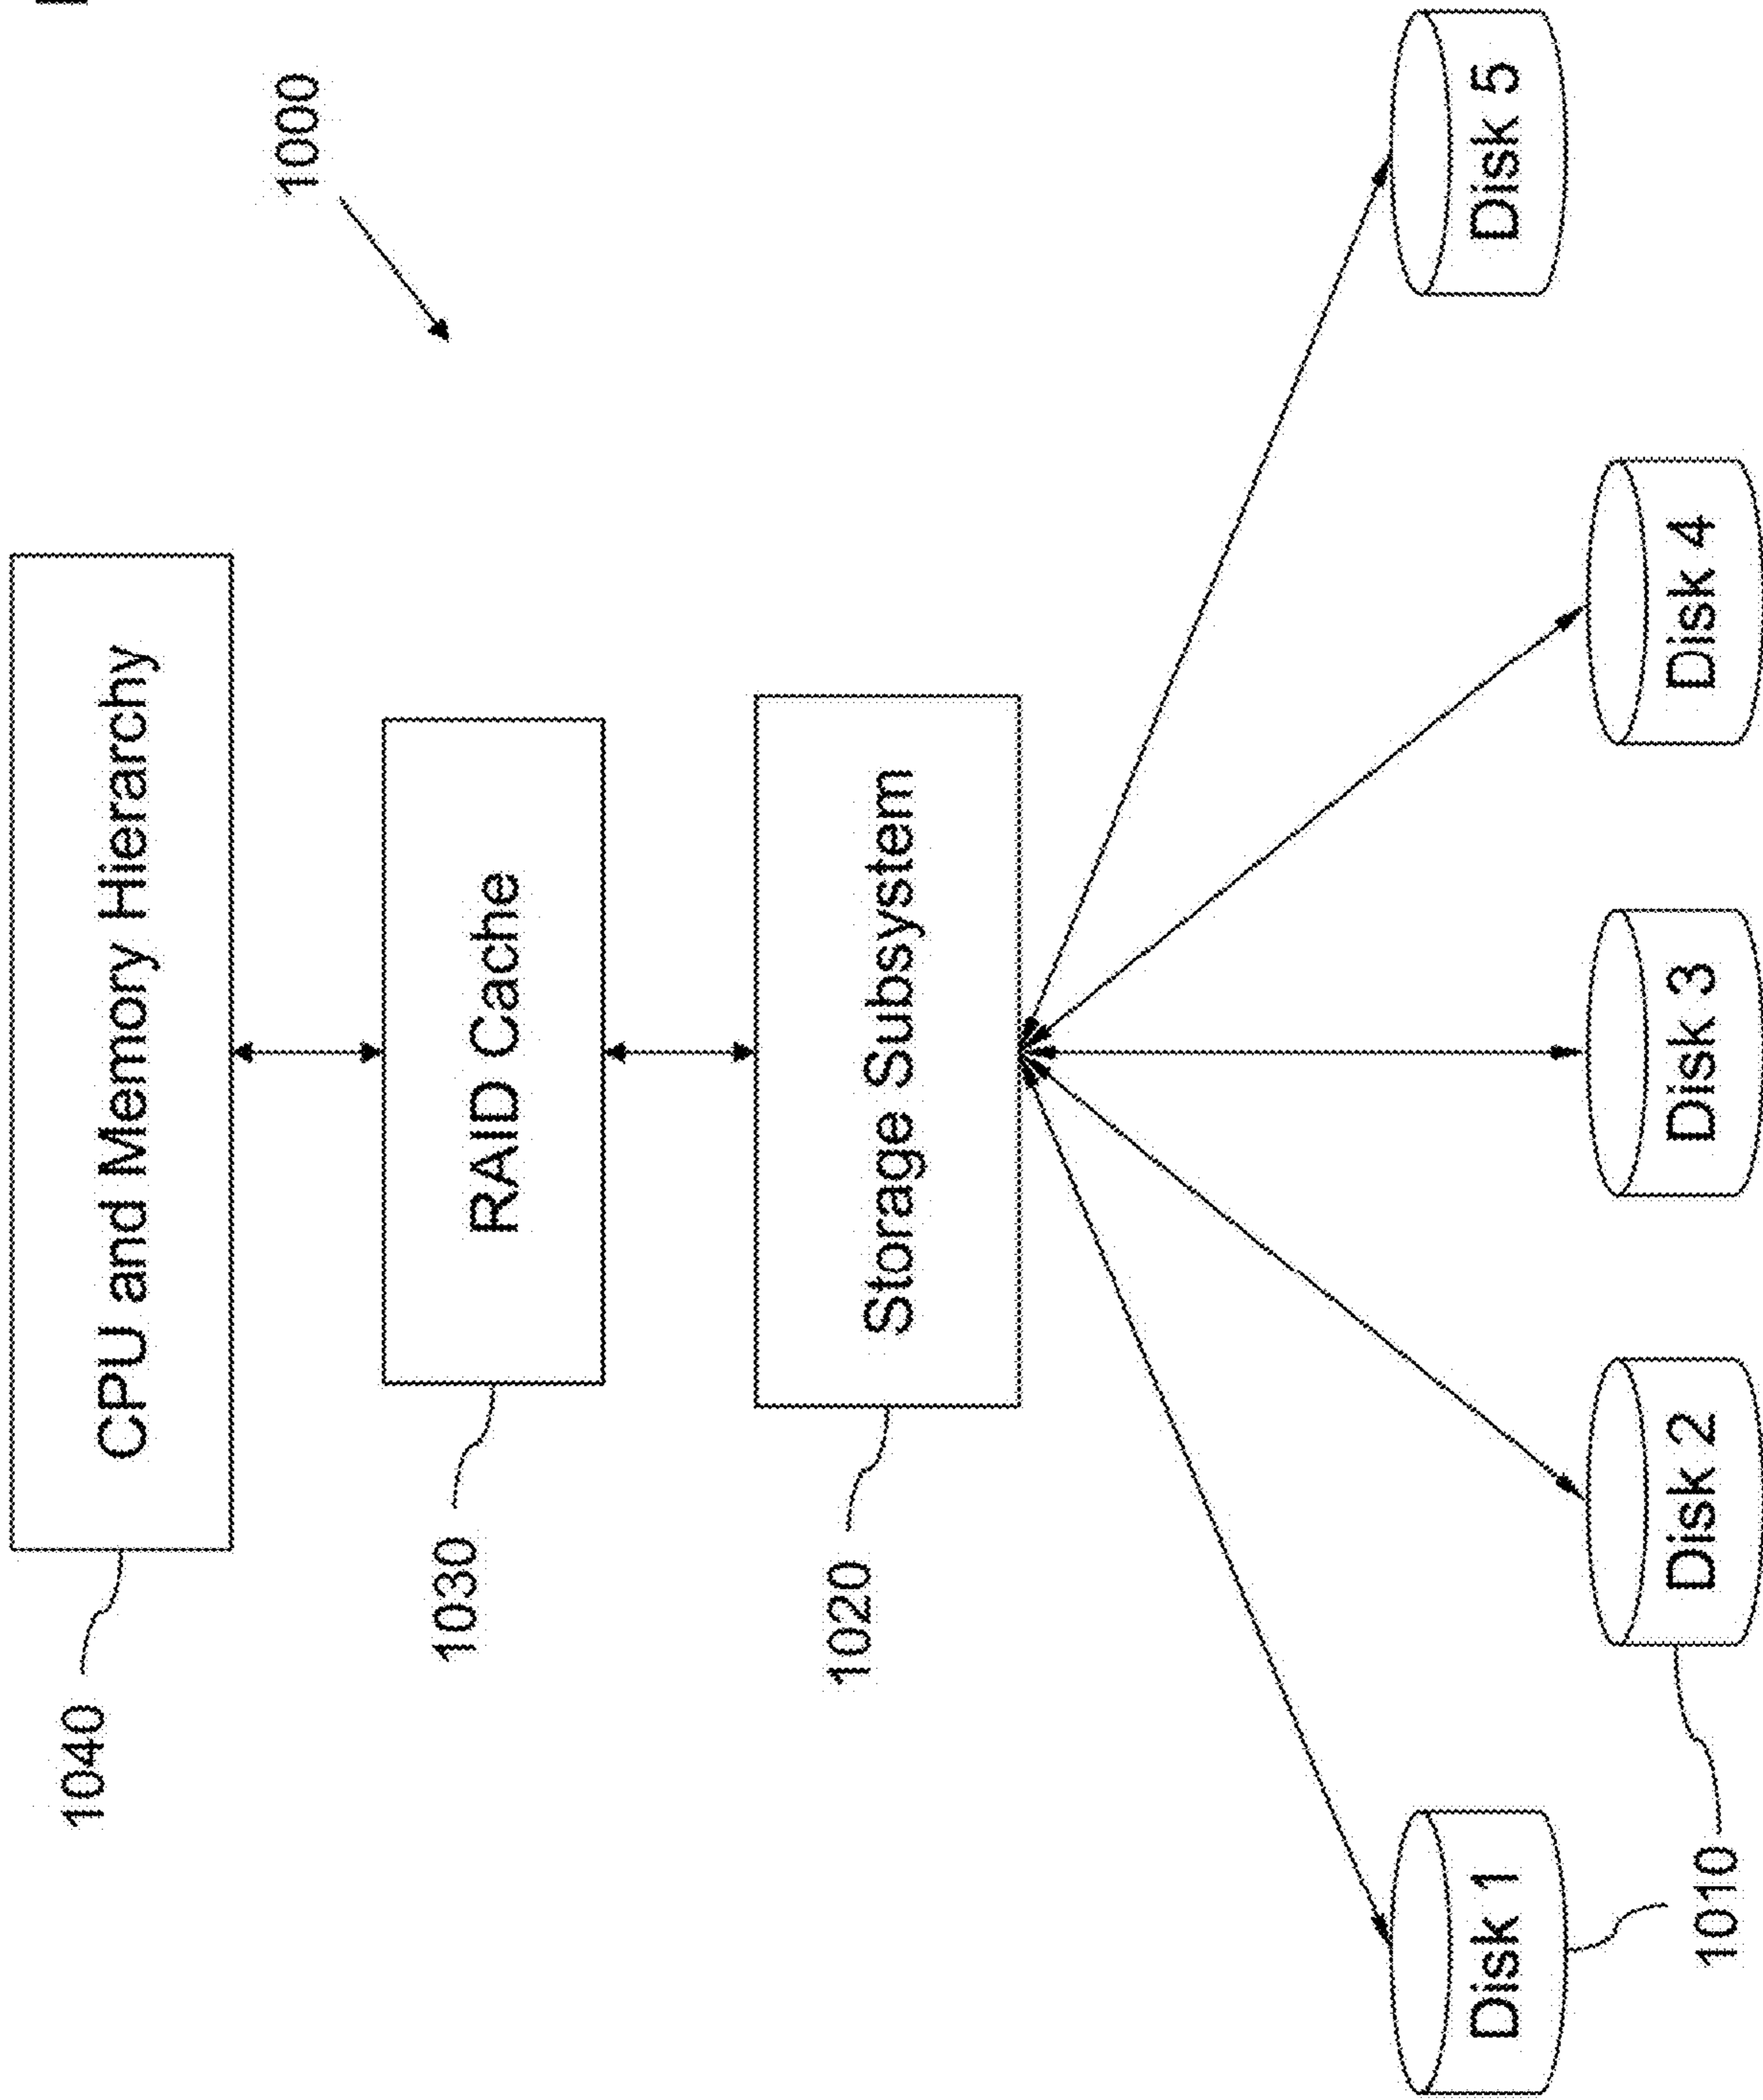 1000
CPU and Memory Hierarchy
1040
RAID Cache
1030
Storage Subsystem
1020
Disk 1
Disk 2
Disk 3
Disk 4
Disk 5
1010